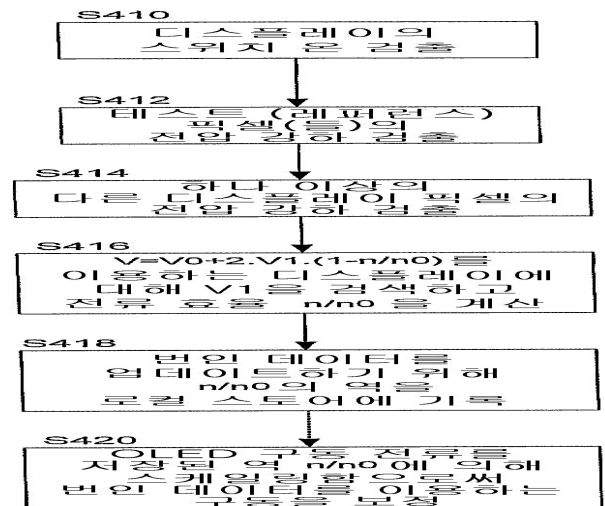 S410
디스플레이의
스위치 온 검출
S412
테스트 (레퍼런스)
픽셀(들)의
전압 강하 검출
S414
하나 이상의
다른 디스플레이 픽셀의
전압 강하 검출
S416
V=V0+2.V1.(1-n/n0)를
이용하는 디스플레이에
대해 V1을 검색하고
전류 효율 n/n0 을 계산
S418
번인 데이터를
업데이트하기 위해
n/n0의 역을
로컬 스토어에 기록
S420
OLED 구동 전류를
저장된 역 n/n0에 의해
스케일링함으로써
번인 데이터를 이용하는
구동을 보정